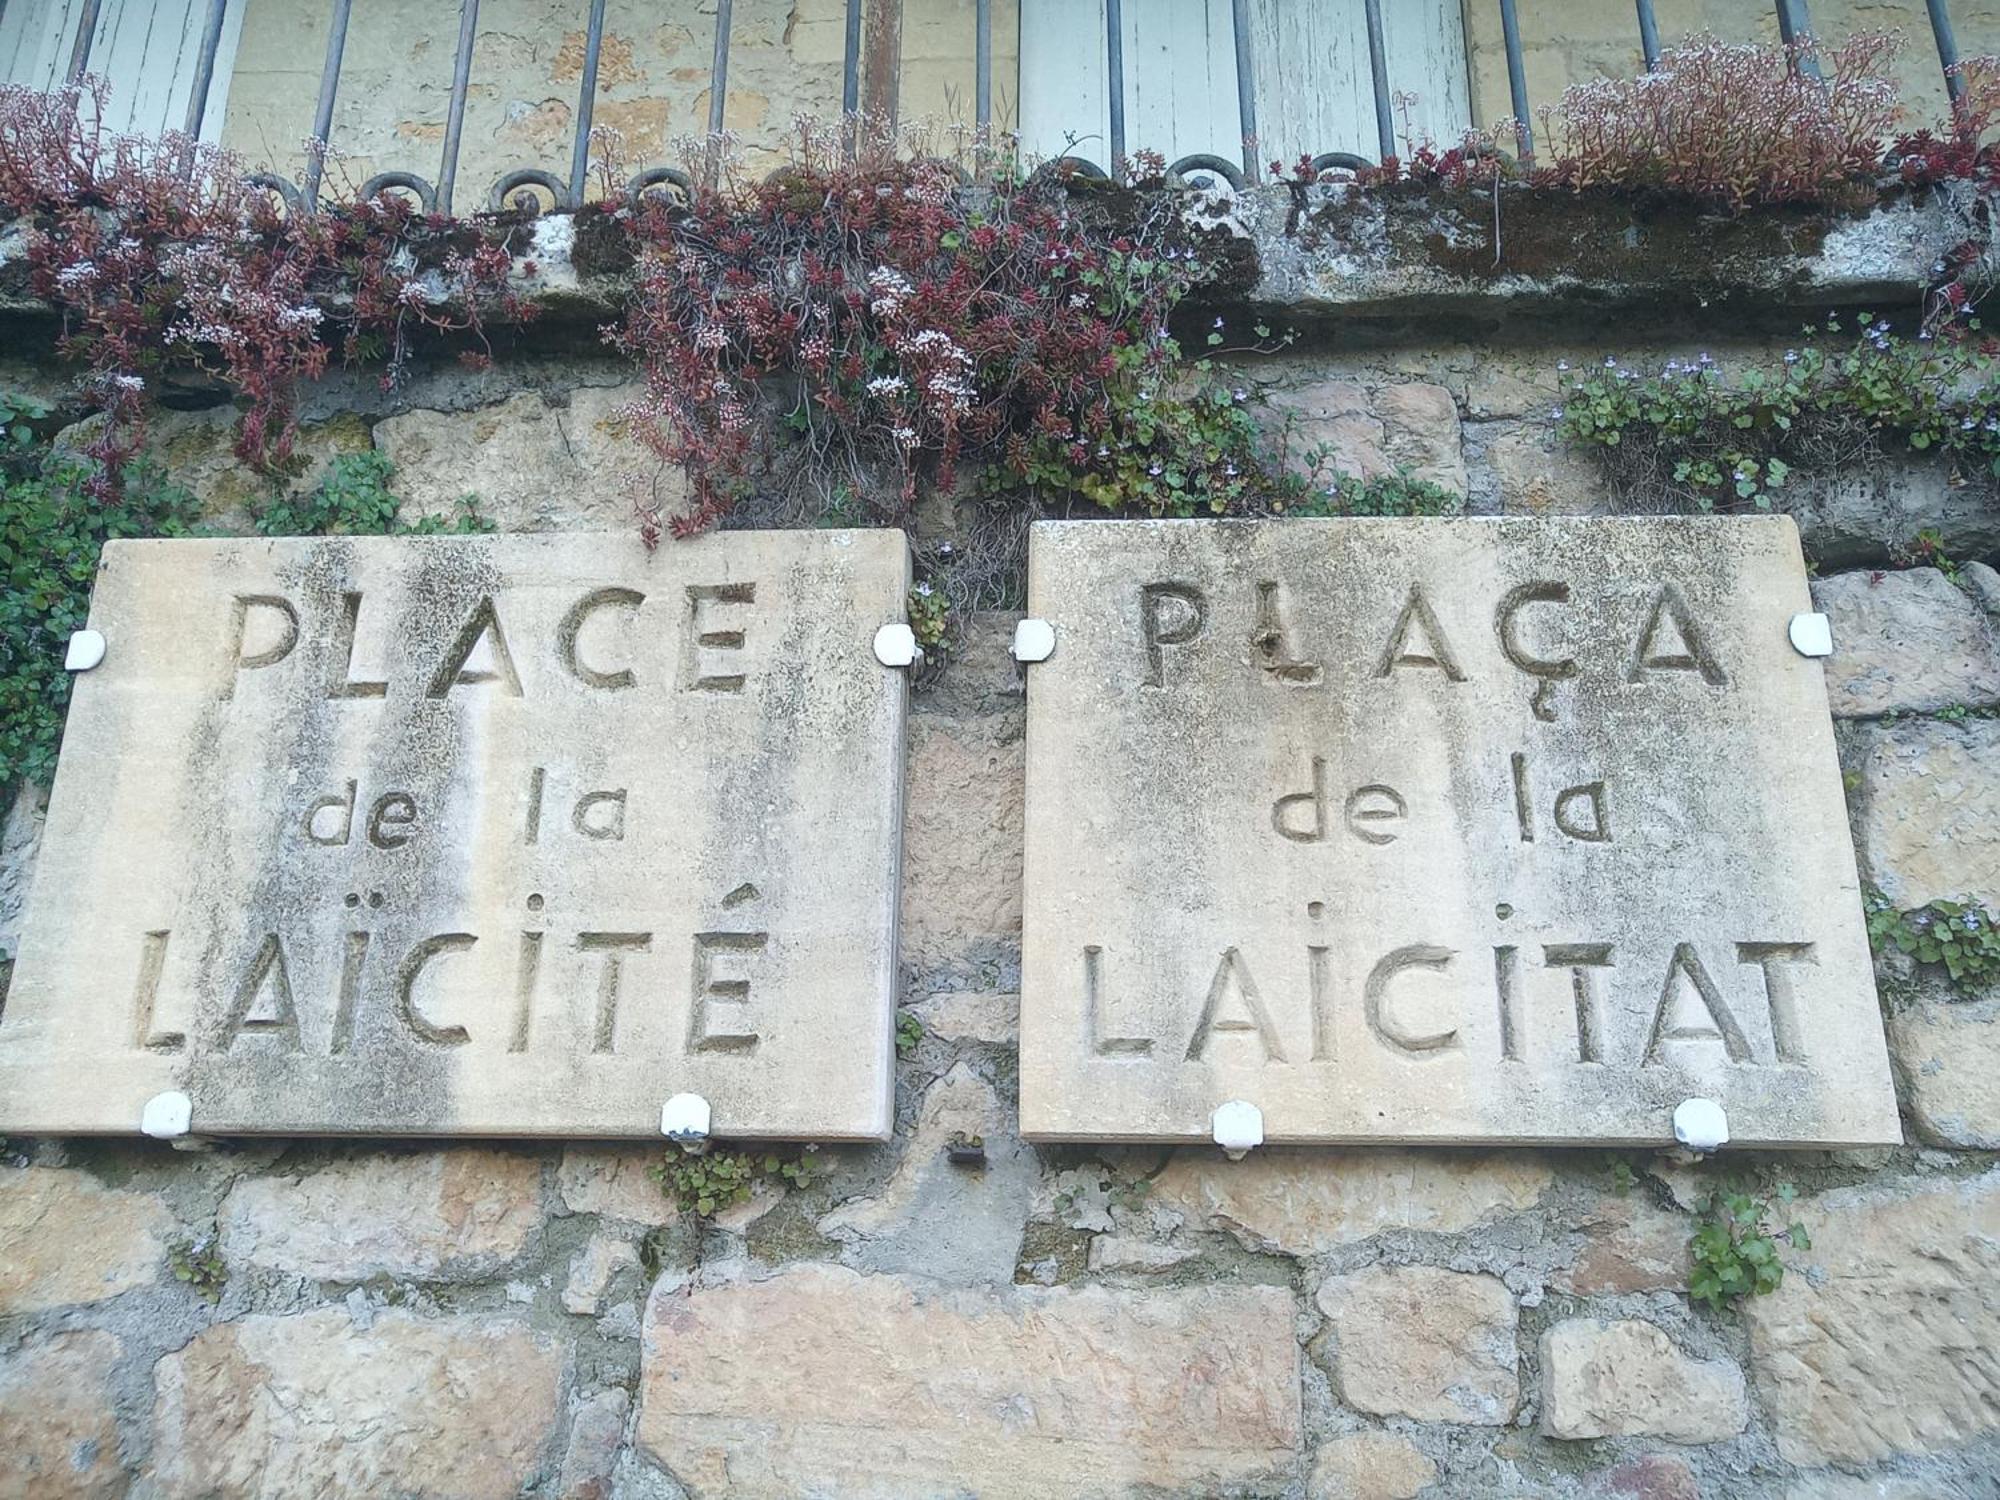 PLACE
de la
LAÏCiTÉ
PLAÇA
de la
LAiCiTAT